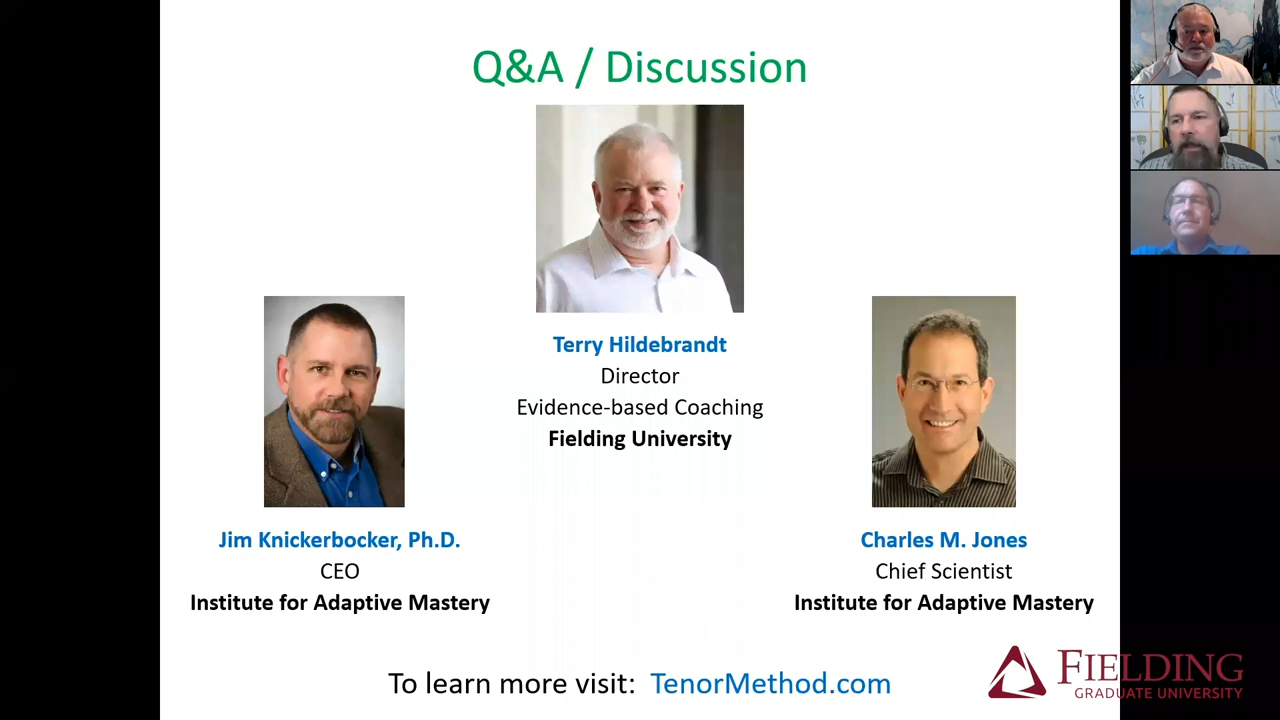 Q&A / Discussion
Terry Hildebrandt
Director
Evidence-based Coaching
Fielding University
Jim Knickerbocker, Ph.D.
CEO
Institute for Adaptive Mastery
Charles M. Jones
Chief Scientist
Institute for Adaptive Mastery
To learn more visit: TenorMethod.com
FIELDING
GRADUATE UNIVERSITY